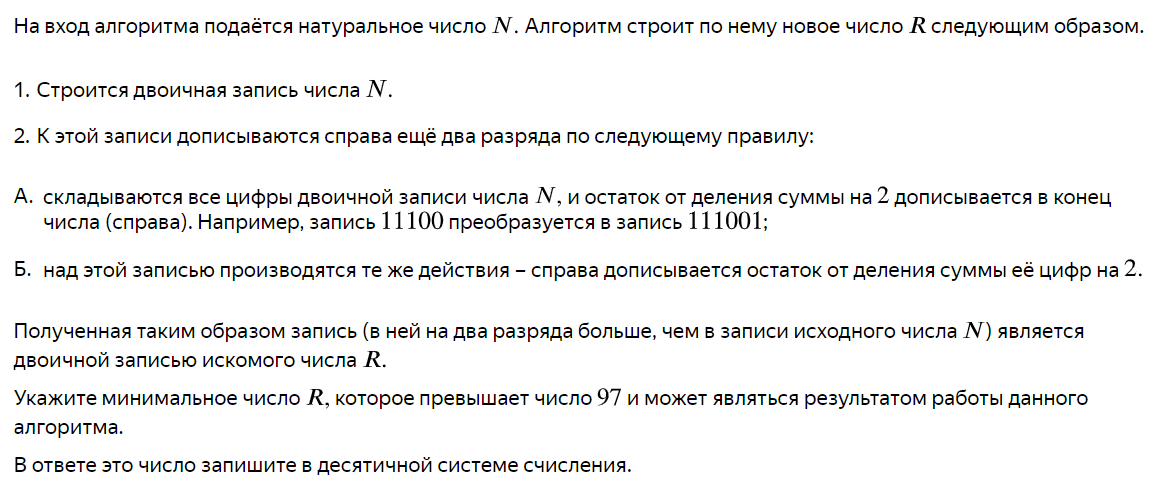 На вход алгоритма подаётся натуральное число N. Алгоритм строит по нему новое число R следующим образом.
1. Строится двоичная запись числа N.
2. К этой записи дописываются справа ещё два разряда по следующему правилу:
А. складываются все цифры двоичной записи числа N, и остаток от деления суммы на 2 дописывается в конец
числа (справа). Например, запись 11100 преобразуется в запись 111001;
Б. над этой записью производятся те же действия – справа дописывается остаток от деления суммы её цифр на 2.
Полученная таким образом запись (в ней на два разряда больше, чем в записи исходного числа N) является
двоичной записью искомого числа R.
Укажите минимальное число R, которое превышает число 97 и может являться результатом работы данного
алгоритма.
В ответе это число запишите в десятичной системе счисления.